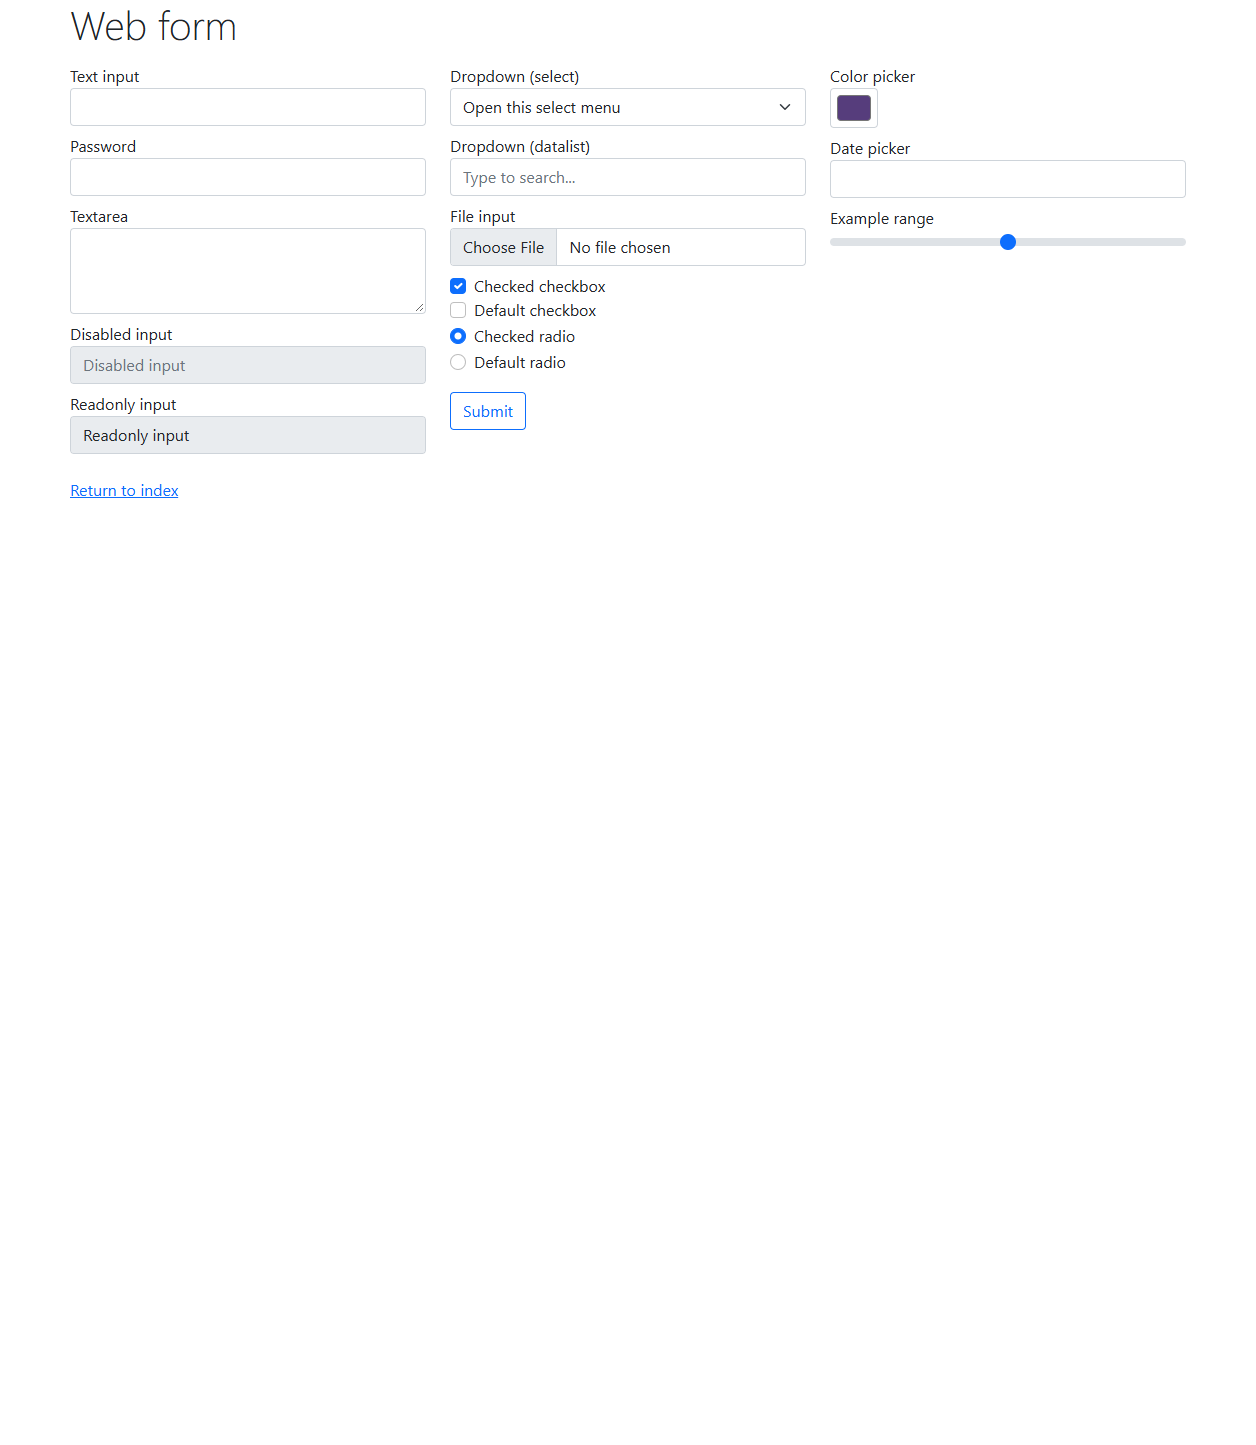 Web form
Text input
Password
Textarea
Disabled input
Disabled input
Readonly input
Readonly input
Return to index
Dropdown (select)
Open this select menu
Dropdown (datalist)
Type to search...
File input
Choose File No file chosen
Checked checkbox
Default checkbox
Checked radio
Default radio
Submit
Color picker
Date picker
Example range